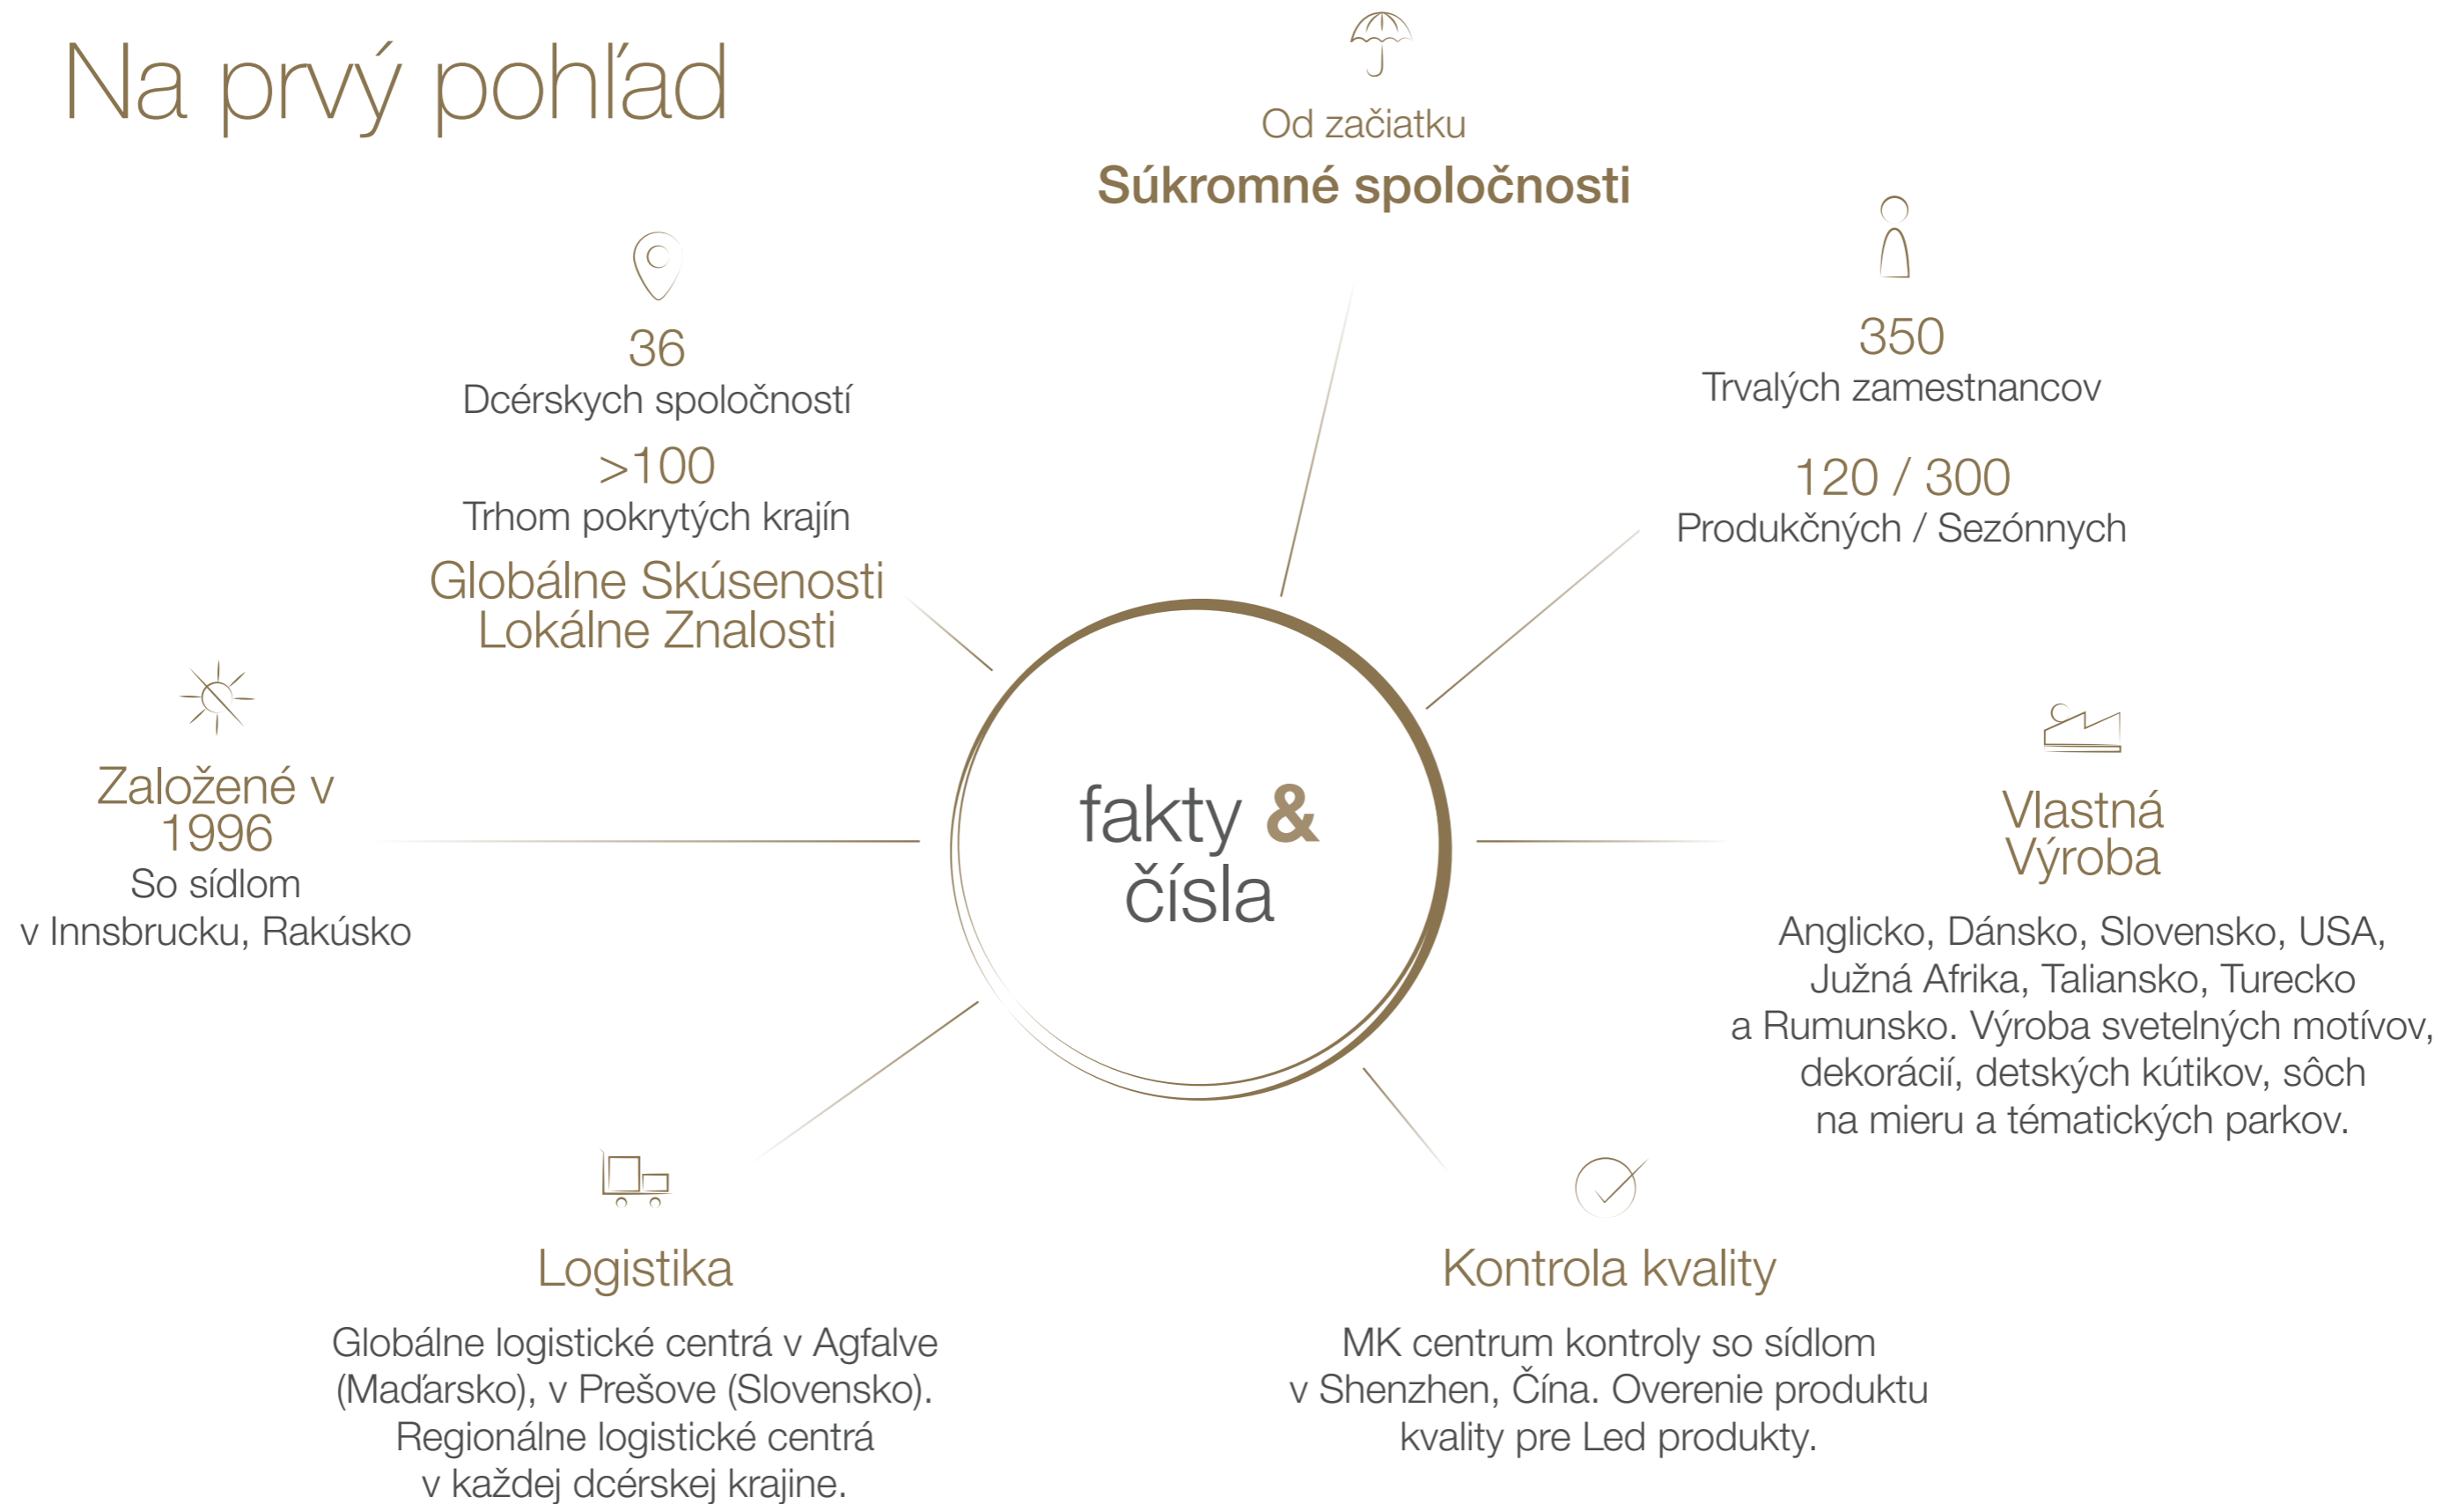 Na prvý pohľad
Od začiatku
Súkromné spoločnosti
36
Dcérskych spoločností
>100
Trhom pokrytých krajín
Globálne Skúsenosti
Lokálne Znalosti
350
Trvalých zamestnancov
120 / 300
Produkčných / Sezónnych
Založené v
1996
So sídlom
v Innsbrucku, Rakúsko
fakty &
čísla
Vlastná
Výroba
Anglicko, Dánsko, Slovensko, USA,
Južná Afrika, Taliansko, Turecko
a Rumunsko. Výroba svetelných motívov,
dekorácií, detských kútikov, sôch
na mieru a tématických parkov.
Logistika
Globálne logistické centrá v Agfalve
(Maďarsko), v Prešove (Slovensko).
Regionálne logistické centrá
v každej dcérskej krajine.
Kontrola kvality
MK centrum kontroly so sídlom
v Shenzhen, Čína. Overenie produktu
kvality pre Led produkty.